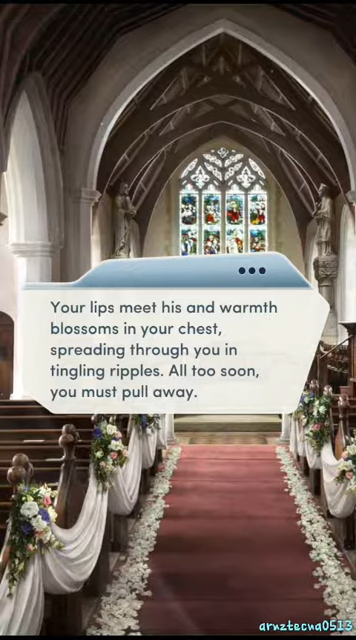 Your lips meet his and warmth
blossoms in your chest,
spreading through you in
tingling ripples. All too soon,
you must pull away.
arnztecna0513